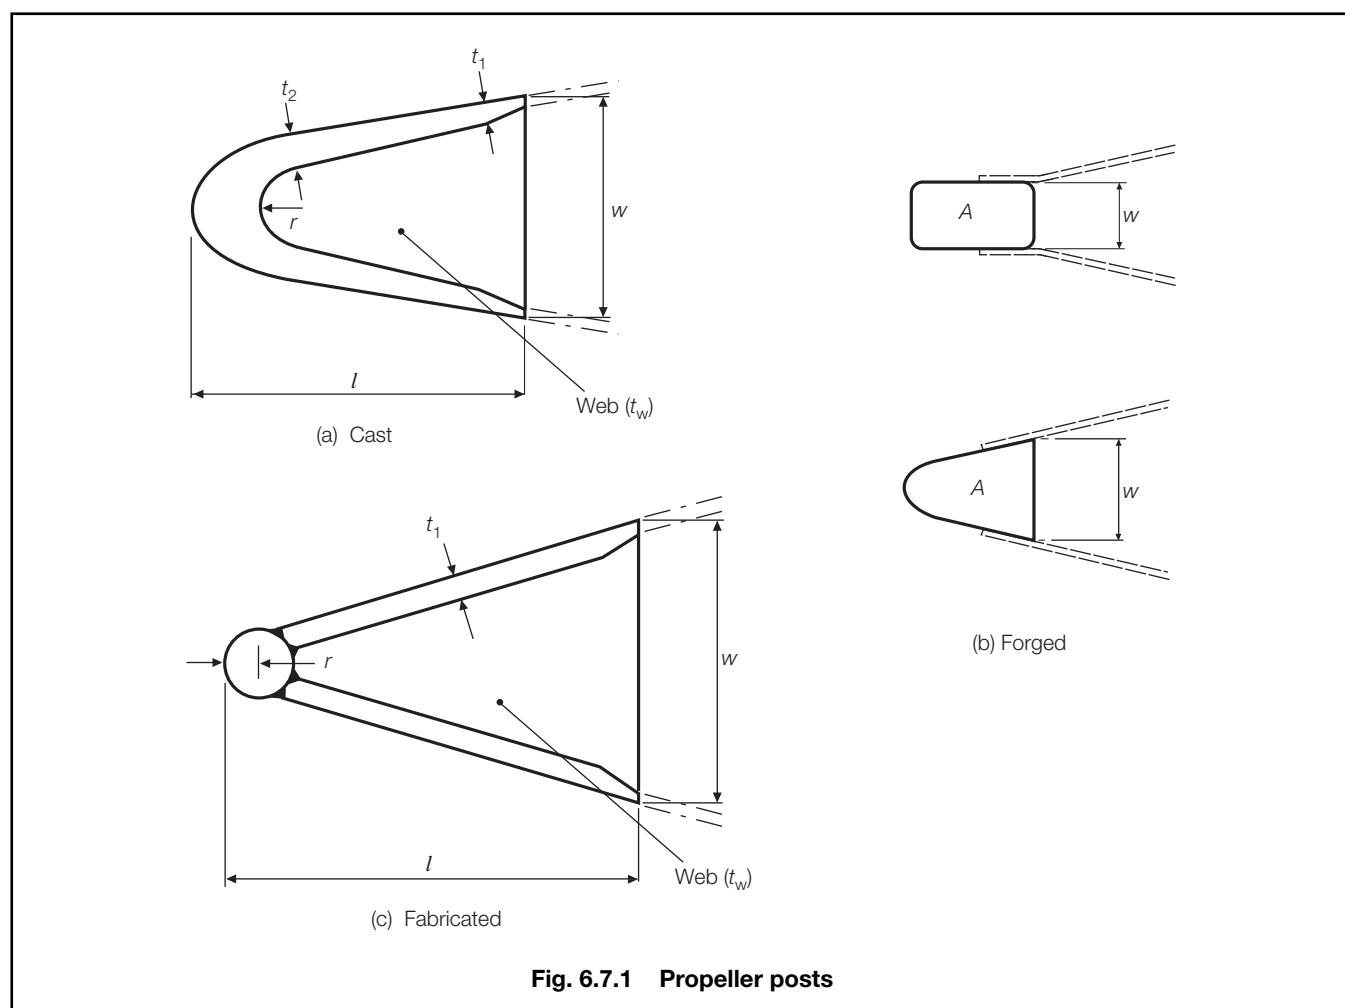 t1
t2
r
w
l
Web (tw)
(a) Cast
A
w
A
w
(b) Forged
t1
r
w
l
Web (tw)
(c) Fabricated
Fig. 6.7.1 Propeller posts